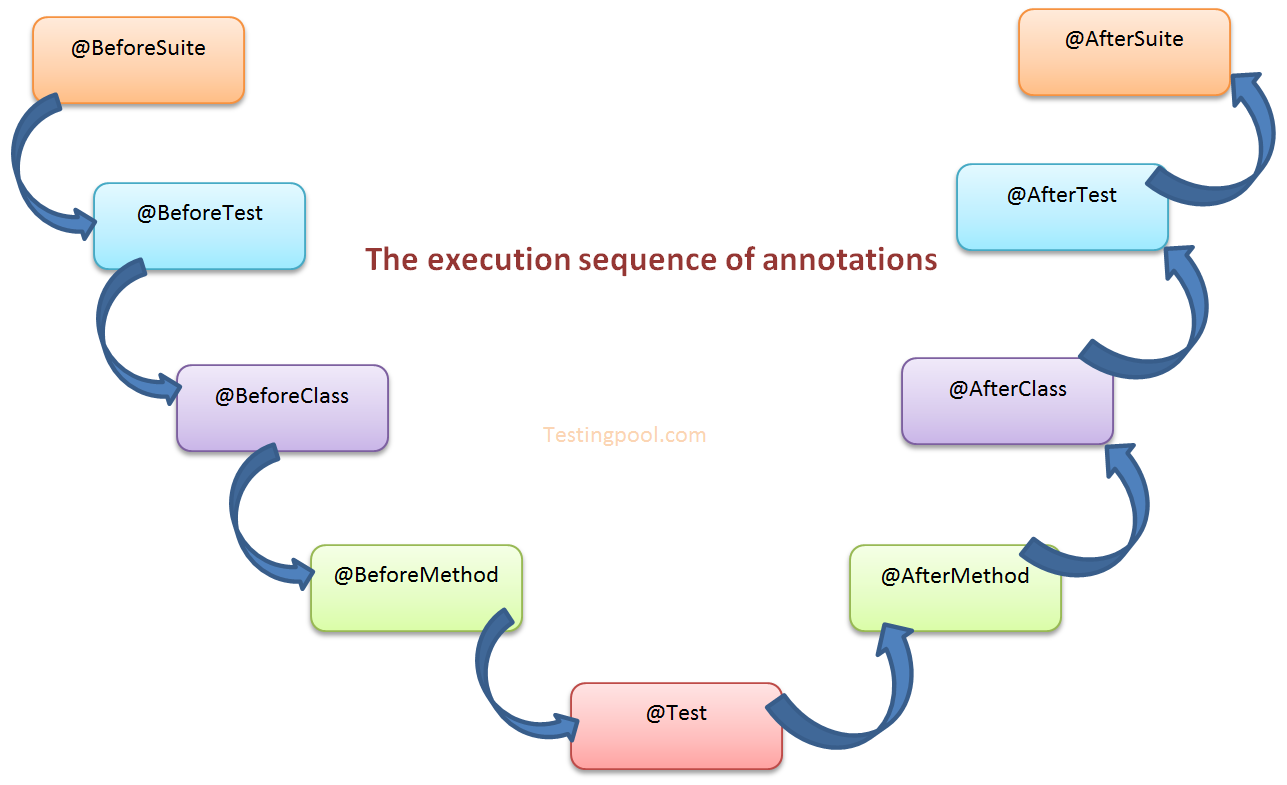 @BeforeSuite
@AfterSuite
@BeforeTest
@AfterTest
The execution sequence of annotations
@BeforeClass
@AfterClass
Testingpool.com
@BeforeMethod
@AfterMethod
@Test